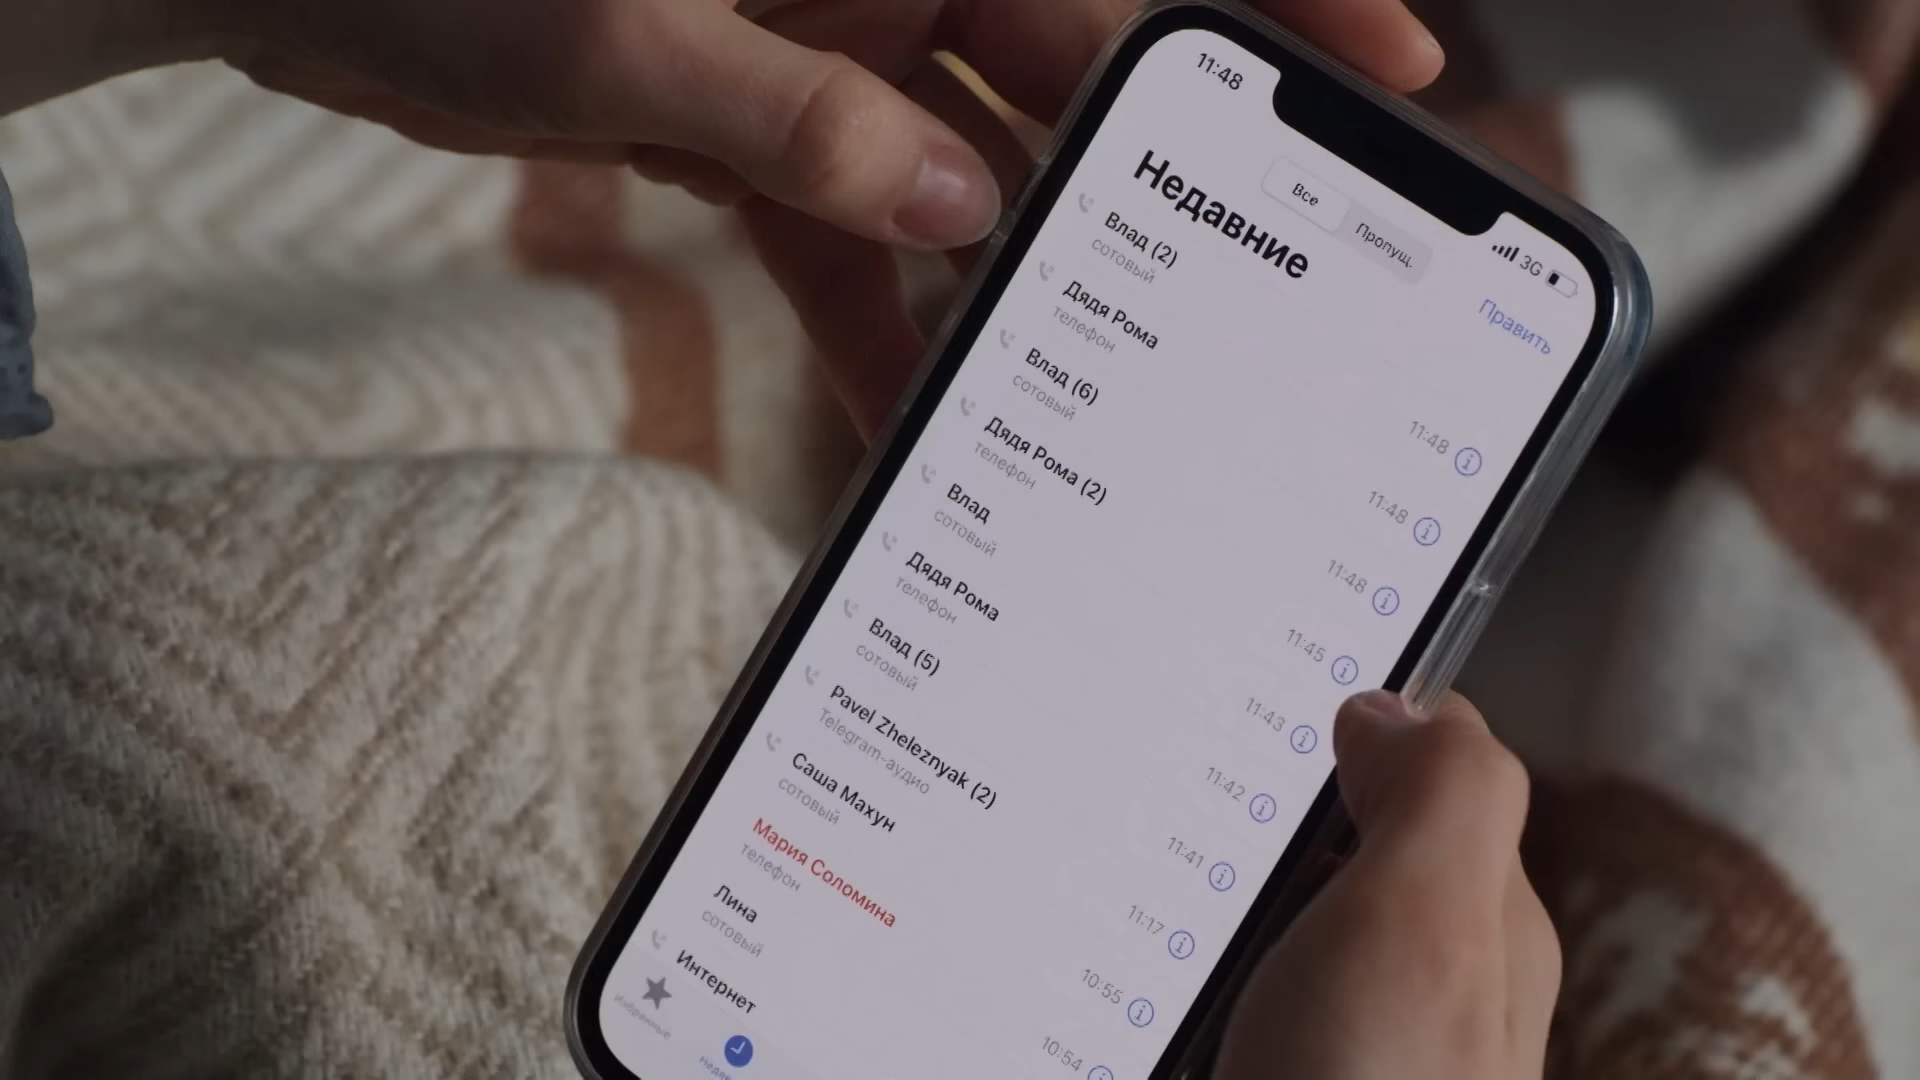 11:48
3G
Все
Пропущ.
Править
Недавние
Влад (2)
сотовый
11:48
Дядя Рома
телефон
11:48
Влад (6)
сотовый
11:48
Дядя Рома (2)
телефон
11:45
Влад
сотовый
11:43
Дядя Рома
телефон
11:42
Влад (5)
сотовый
11:41
Pavel Zheleznyak (2)
Telegram-аудио
11:17
Саша Махун
сотовый
10:55
Мария Соломина
телефон
10:54
Лина
сотовый
Интернет
Избранные